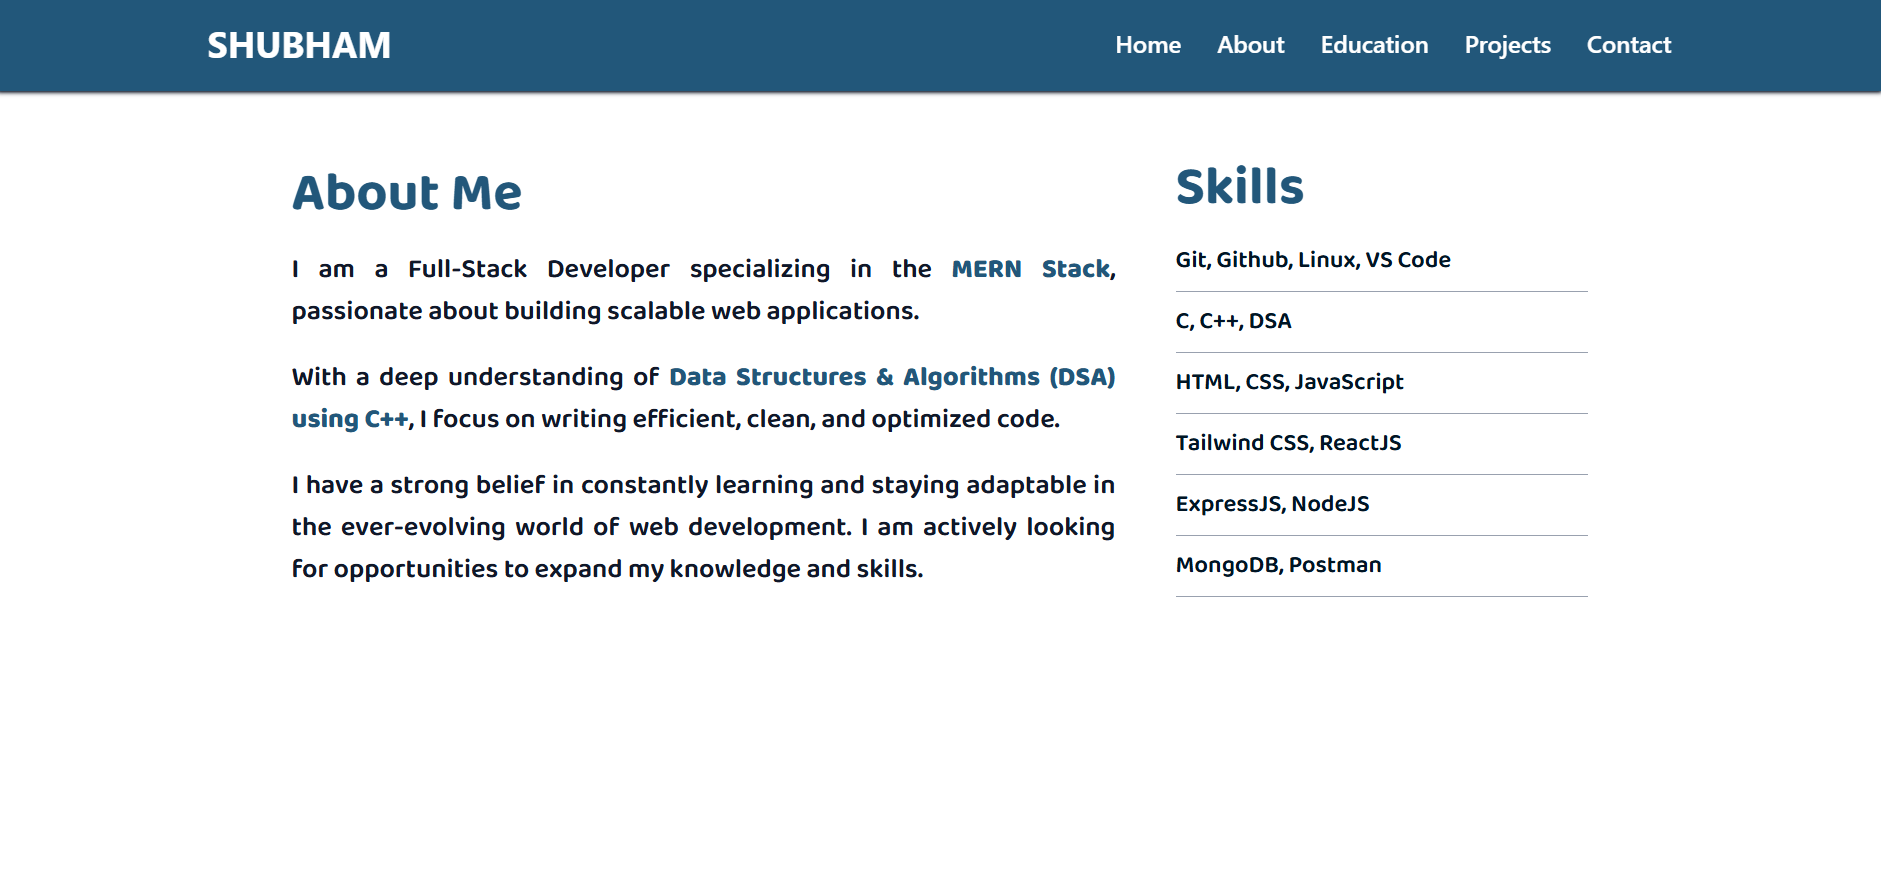 SHUBHAM
Home About Education Projects Contact
About Me
I am a Full-Stack Developer specializing in the MERN Stack,
passionate about building scalable web applications.
With a deep understanding of Data Structures & Algorithms (DSA)
using C++, I focus on writing efficient, clean, and optimized code.
I have a strong belief in constantly learning and staying adaptable in
the ever-evolving world of web development. I am actively looking
for opportunities to expand my knowledge and skills.
Skills
Git, Github, Linux, VS Code
C, C++, DSA
HTML, CSS, JavaScript
Tailwind CSS, ReactJS
ExpressJS, NodeJS
MongoDB, Postman